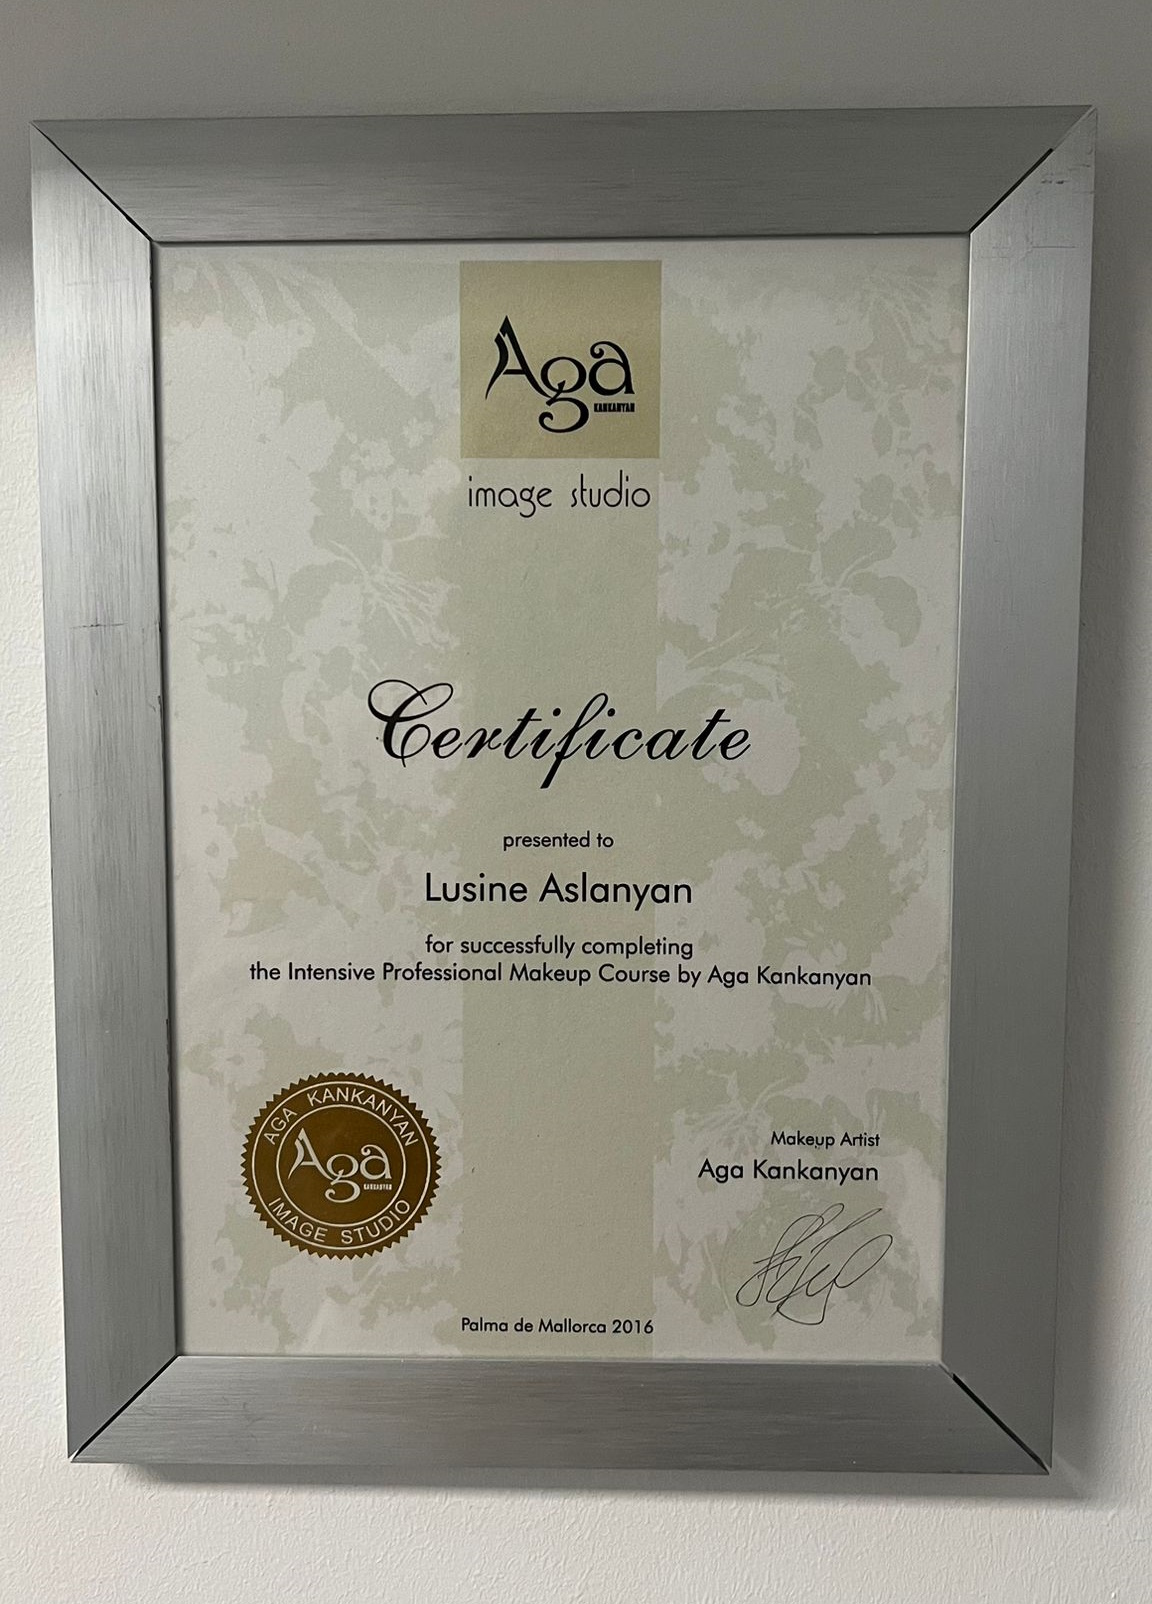 Aga
KANKANYAN
image studio
Certificate
presented to
Lusine Aslanyan
for successfully completing
the Intensive Professional Makeup Course by Aga Kankanyan
AGA KANKANYAN
Aga
KANKANYAN
IMAGE STUDIO
Makeup Artist
Aga Kankanyan
Palma de Mallorca 2016